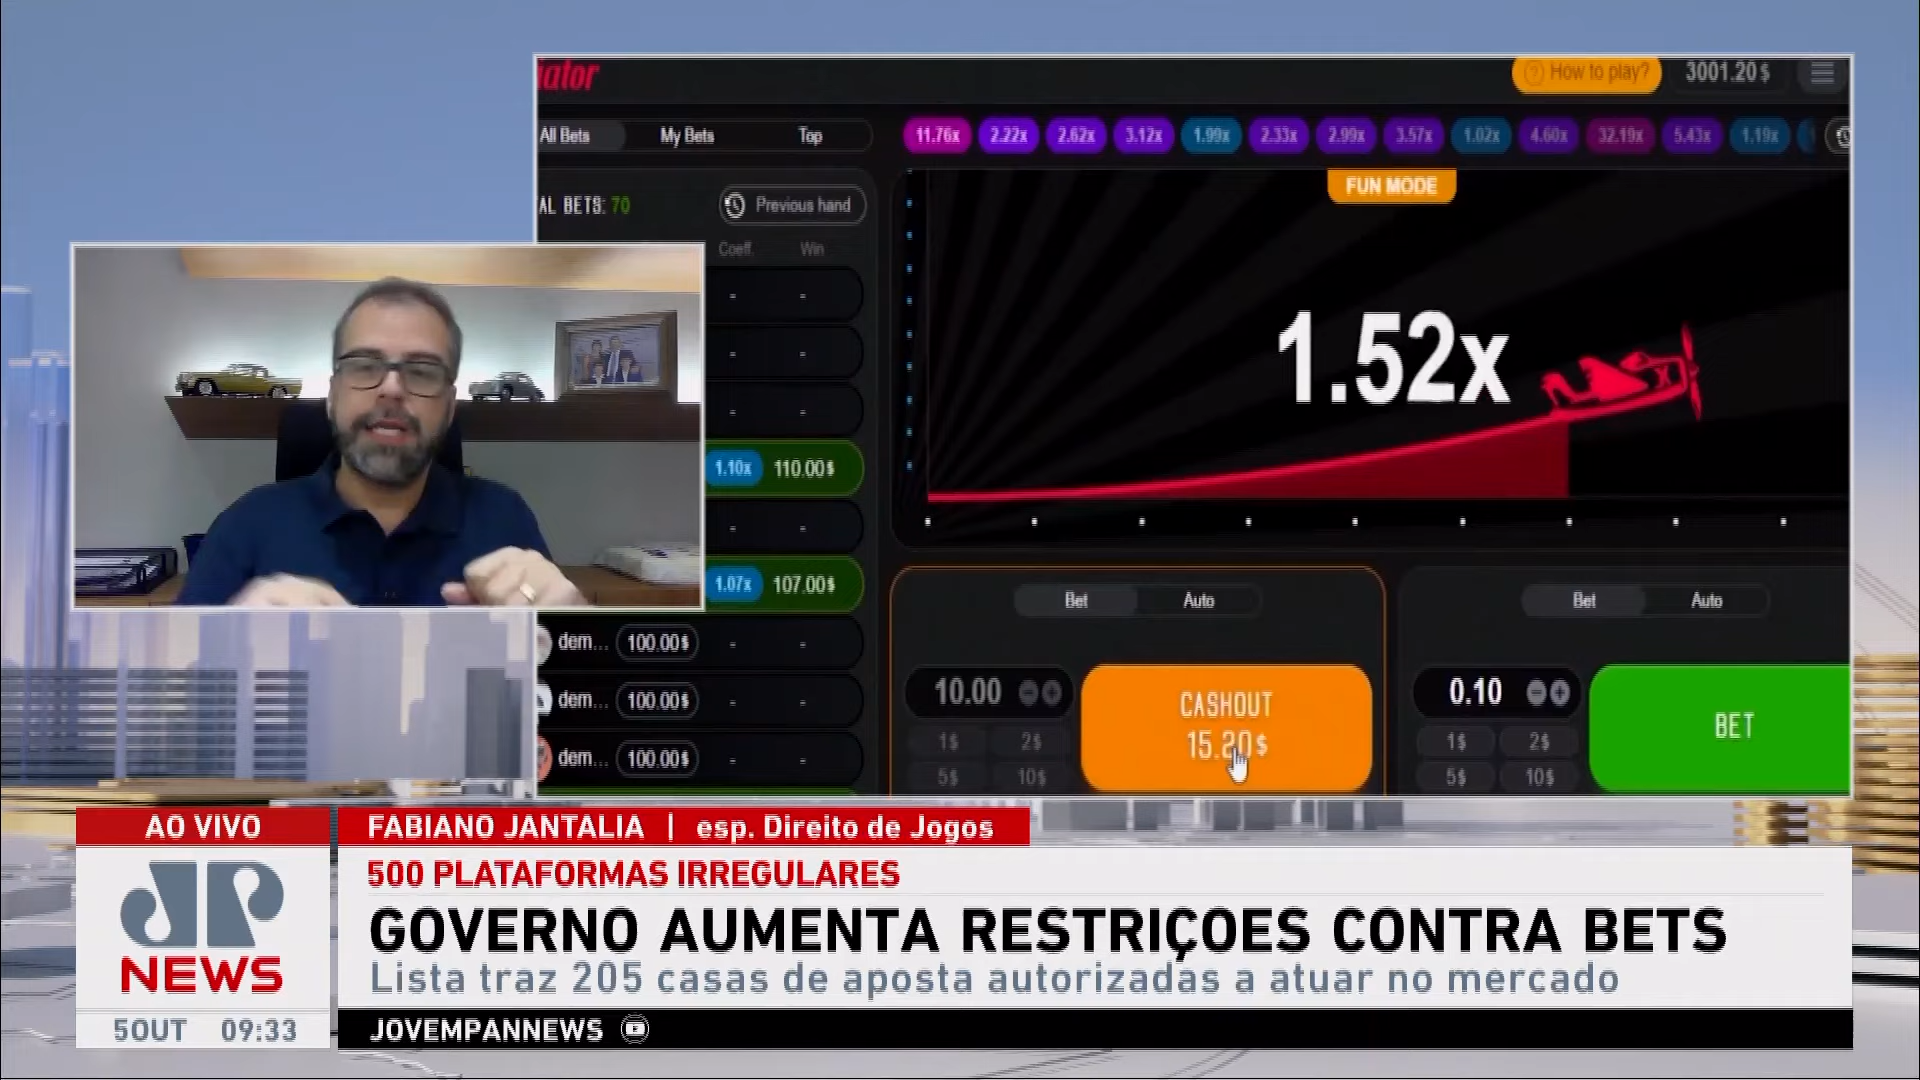 iator
How to play?
3001.20$
All Bets
My Bets
Top
11.76x
2.22x
2.62x
3.12x
1.99x
2.33x
2.99x
3.57x
1.02x
4.60x
32.19x
5.43x
1.19x
AL BETS: 70
Previous hand
FUN MODE
Coeff.
Win
1.52x
1.10x
110.00$
1.07x
107.00$
dem...
100.00$
dem...
100.00$
dem...
100.00$
Bet
Auto
10.00
1$
2$
5$
10$
CASHOUT
15.20$
Bet
Auto
0.10
1$
2$
5$
10$
BET
AO VIVO
FABIANO JANTALIA | esp. Direito de Jogos
500 PLATAFORMAS IRREGULARES
GOVERNO AUMENTA RESTRIÇOES CONTRA BETS
Lista traz 205 casas de aposta autorizadas a atuar no mercado
JP
NEWS
5OUT 09:33
JOVEMPANNEWS